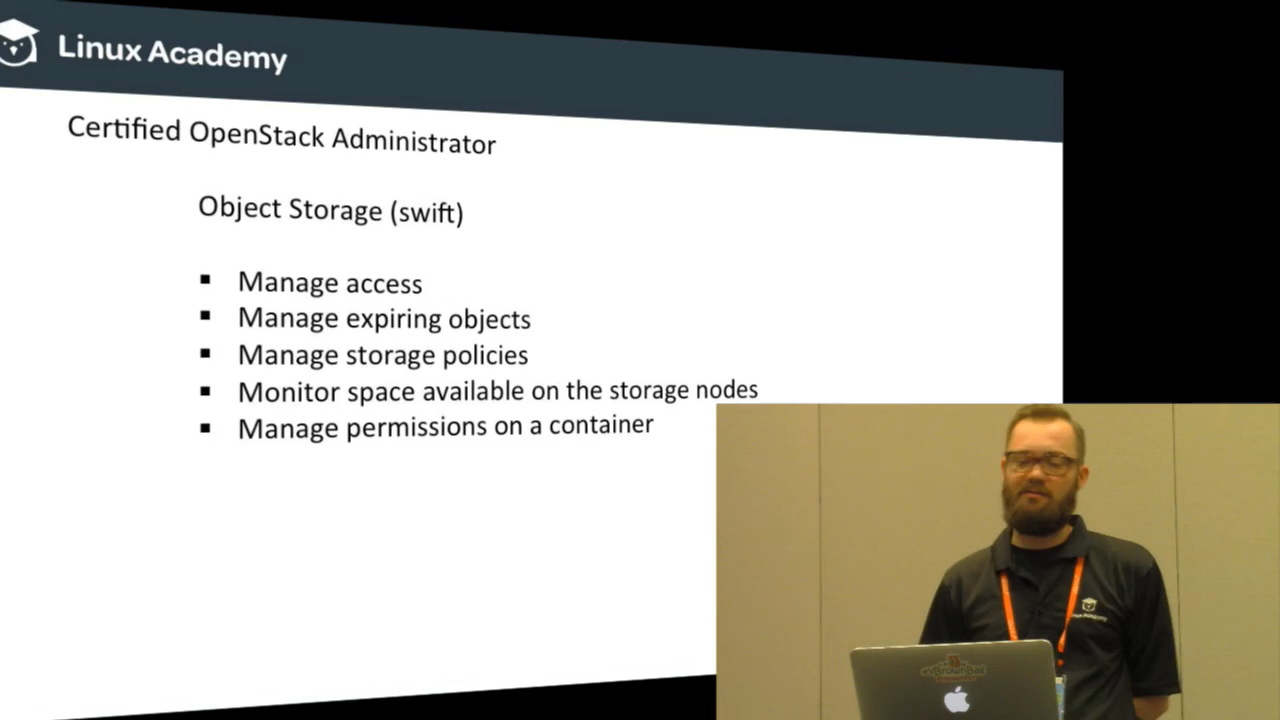 Linux Academy
Certified OpenStack Administrator
Object Storage (swift)
▪ Manage access
▪ Manage expiring objects
▪ Manage storage policies
▪ Monitor space available on the storage nodes
▪ Manage permissions on a container